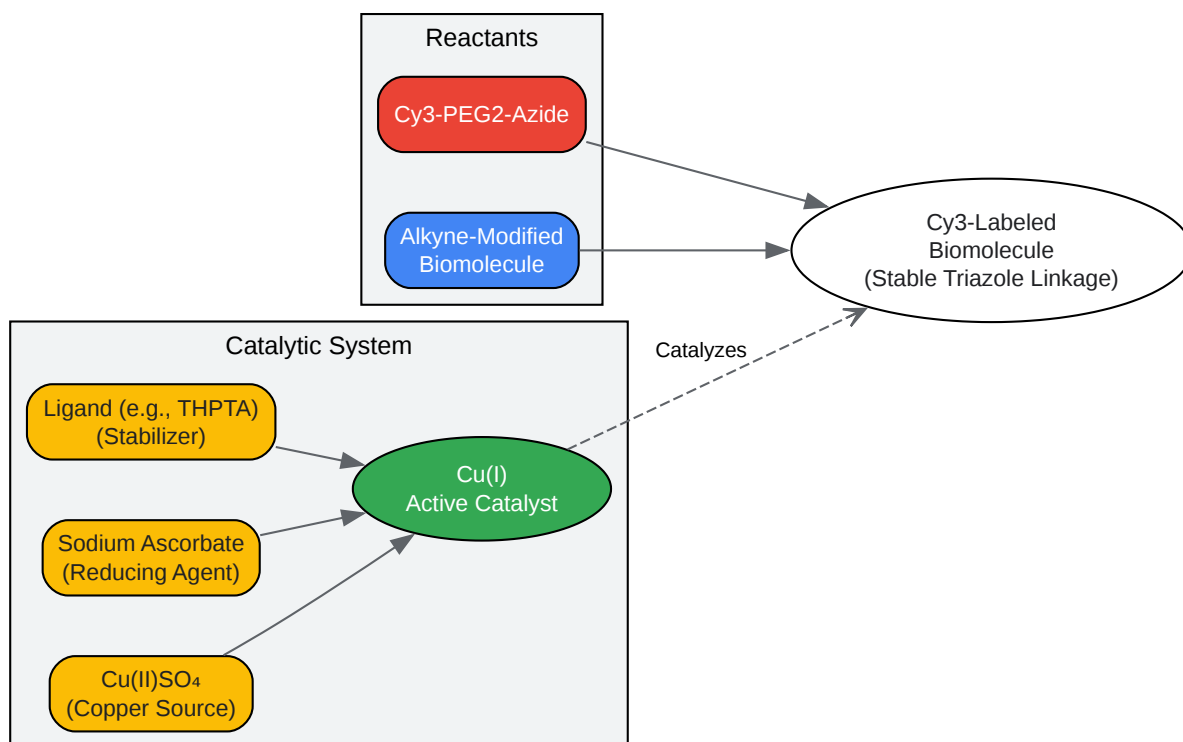 Reactants
Cy3-PEG2-Azide
Alkyne-Modified
Biomolecule
Cy3-Labeled
Biomolecule
(Stable Triazole Linkage)
Catalytic System
Catalyzes
Ligand (e.g., THPTA)
(Stabilizer)
Cu(I)
Active Catalyst
Sodium Ascorbate
(Reducing Agent)
Cu(II)SO₄
(Copper Source)